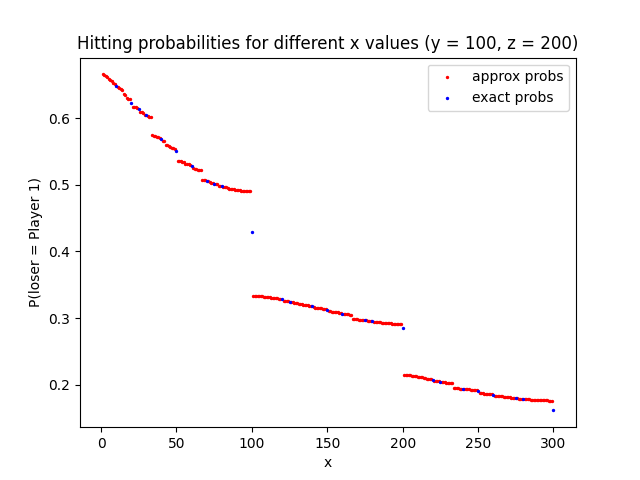 Hitting probabilities for different x values (y = 100, z = 200)
approx probs
exact probs
P(loser = Player 1)
0.6
0.5
0.4
0.3
0.2
0 50 100 150 200 250 300
x